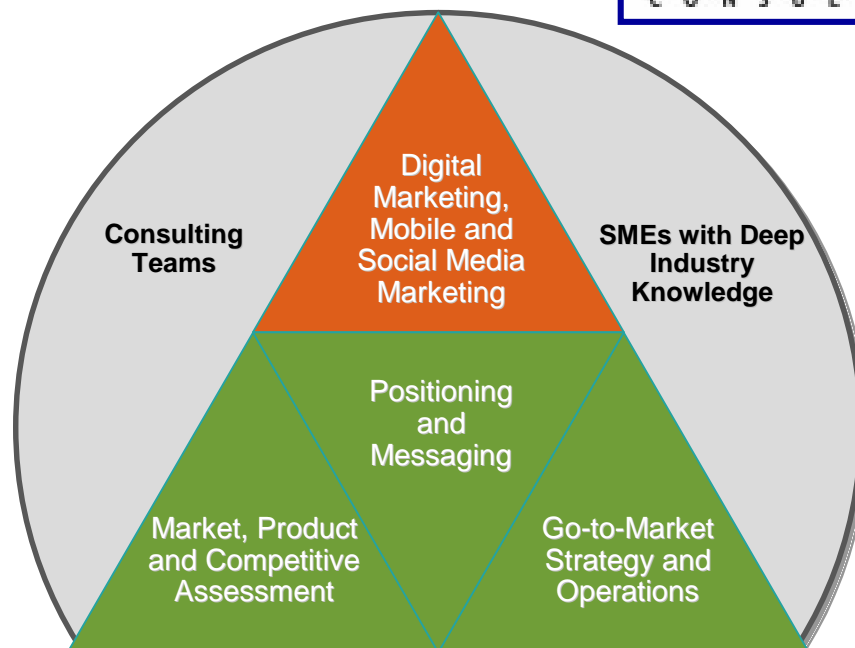 Digital
Marketing,
Mobile and
Social Media
Marketing
Consulting
Teams
SMEs with Deep
Industry
Knowledge
Positioning
and
Messaging
Market, Product
and Competitive
Assessment
Go-to-Market
Strategy and
Operations